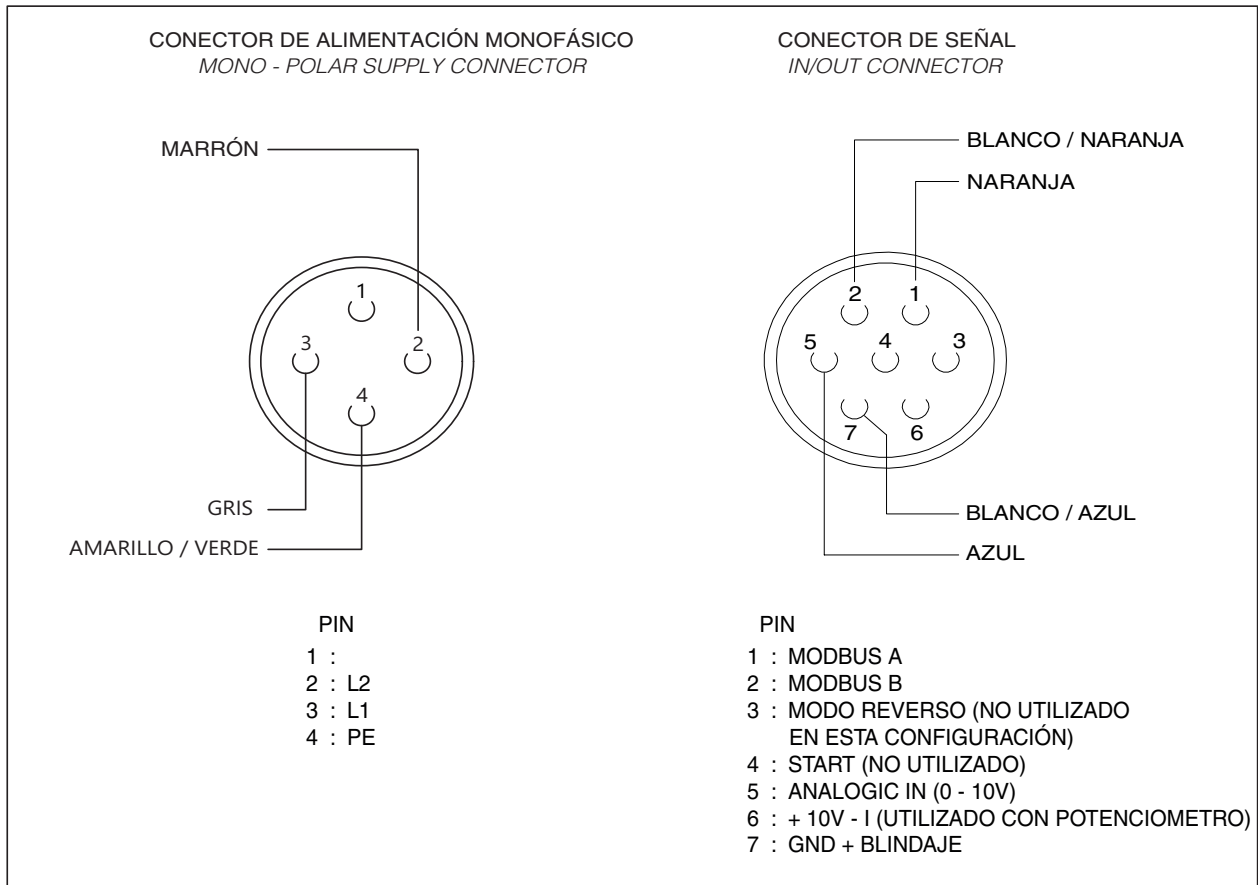 CONECTOR DE ALIMENTACIÓN MONOFÁSICO
MONO - POLAR SUPPLY CONNECTOR
MARRÓN
1
3
2
4
GRIS
AMARILLO / VERDE
PIN
1 :
2 : L2
3 : L1
4 : PE
CONECTOR DE SEÑAL
IN/OUT CONNECTOR
BLANCO / NARANJA
NARANJA
2 1
5 4 3
7 6
BLANCO / AZUL
AZUL
PIN
1 : MODBUS A
2 : MODBUS B
3 : MODO REVERSO (NO UTILIZADO
EN ESTA CONFIGURACIÓN)
4 : START (NO UTILIZADO)
5 : ANALOGIC IN (0 - 10V)
6 : + 10V - I (UTILIZADO CON POTENCIOMETRO)
7 : GND + BLINDAJE